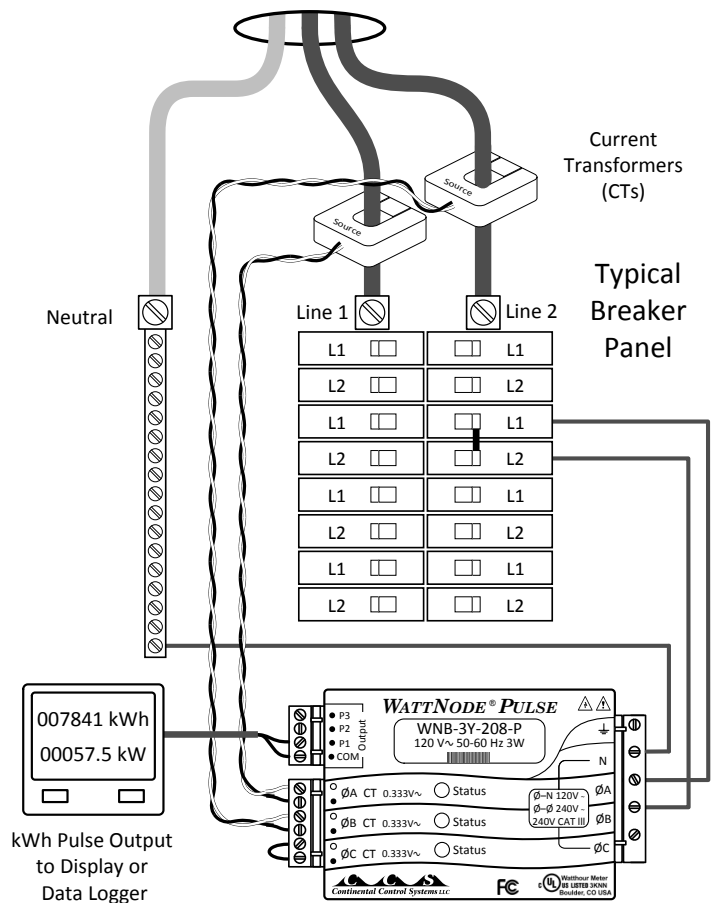 Current
Transformers
(CTs)
Source
Source
Typical
Breaker
Panel
Neutral
Line 1
Line 2
L1
L1
L2
L2
L1
L1
L2
L2
L1
L1
L2
L2
L1
L1
L2
L2
007841 kWh
00057.5 kW
kWh Pulse Output
to Display or
Data Logger
P3
P2
P1
COM
Output
WATTNODE® PULSE
WNB-3Y-208-P
120 V~ 50-60 Hz 3W
N
ØA CT 0.333V~
Status
ØB CT 0.333V~
Status
ØC CT 0.333V~
Status
Ø–N 120V~
Ø–Ø 240V~
240V CAT III
ØA
ØB
ØC
CCS
Continental Control Systems LLC
FC
c UL US LISTED 3KNN
Watthour Meter
Boulder, CO USA